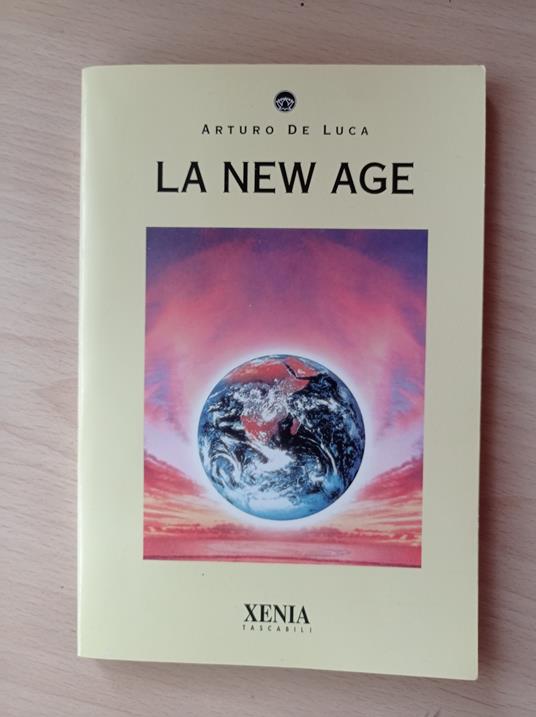 ARTURO DE LUCA
LA NEW AGE
XENIA
TASCABILI